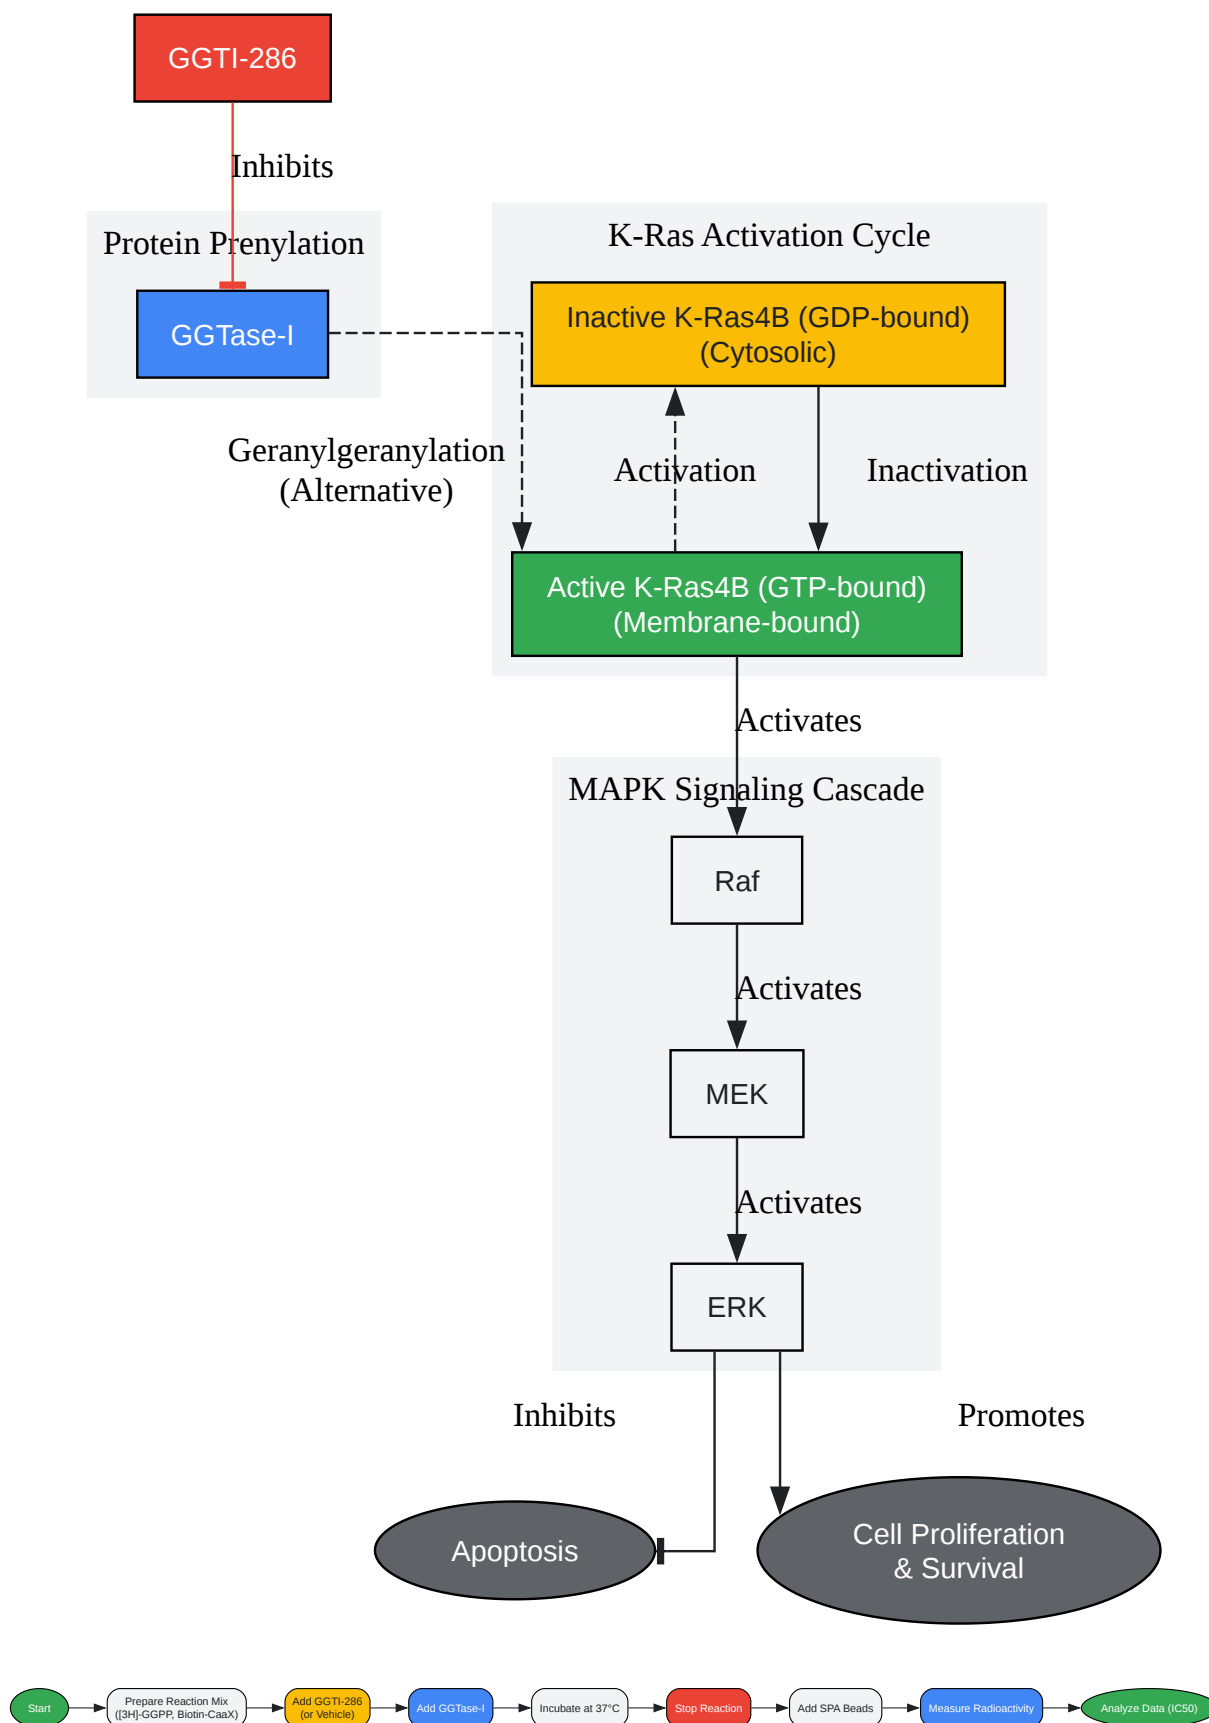 GGTI-286
Inhibits
Protein Prenylation
GGTase-I
K-Ras Activation Cycle
Inactive K-Ras4B (GDP-bound)
(Cytosolic)
Geranylgeranylation
(Alternative)
Activation
Inactivation
Active K-Ras4B (GTP-bound)
(Membrane-bound)
Activates
MAPK Signaling Cascade
Raf
Activates
MEK
Activates
ERK
Inhibits
Promotes
Apoptosis
Cell Proliferation
& Survival
Start
Prepare Reaction Mix
([3H]-GGPP, Biotin-CaaX)
Add GGTI-286
(or Vehicle)
Add GGTase-I
Incubate at 37°C
Stop Reaction
Add SPA Beads
Measure Radioactivity
Analyze Data (IC50)